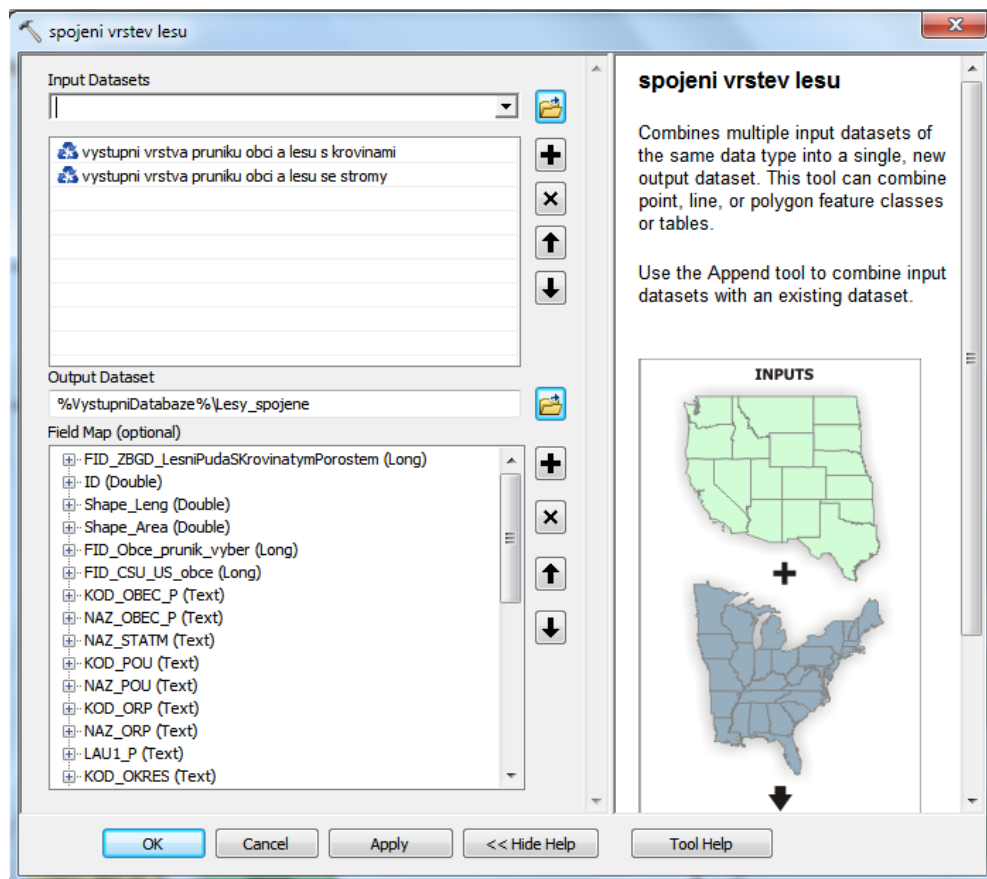 spojeni vrstev lesu
Input Datasets
vystupni vrstva pruniku obci a lesu s krovinami
vystupni vrstva pruniku obci a lesu se stromy
Output Dataset
%VystupniDatabaze%\Lesy_spojene
Field Map (optional)
FID_ZBGD_LesniPudaSKrovinatymPorostem (Long)
ID (Double)
Shape_Leng (Double)
Shape_Area (Double)
FID_Obce_prunik_vyber (Long)
FID_CSU_US_obce (Long)
KOD_OBEC_P (Text)
NAZ_OBEC_P (Text)
NAZ_STATM (Text)
KOD_POU (Text)
NAZ_POU (Text)
KOD_ORP (Text)
NAZ_ORP (Text)
LAU1_P (Text)
KOD_OKRES (Text)
spojeni vrstev lesu
Combines multiple input datasets of
the same data type into a single, new
output dataset. This tool can combine
point, line, or polygon feature classes
or tables.
Use the Append tool to combine input
datasets with an existing dataset.
INPUTS
OK
Cancel
Apply
<< Hide Help
Tool Help